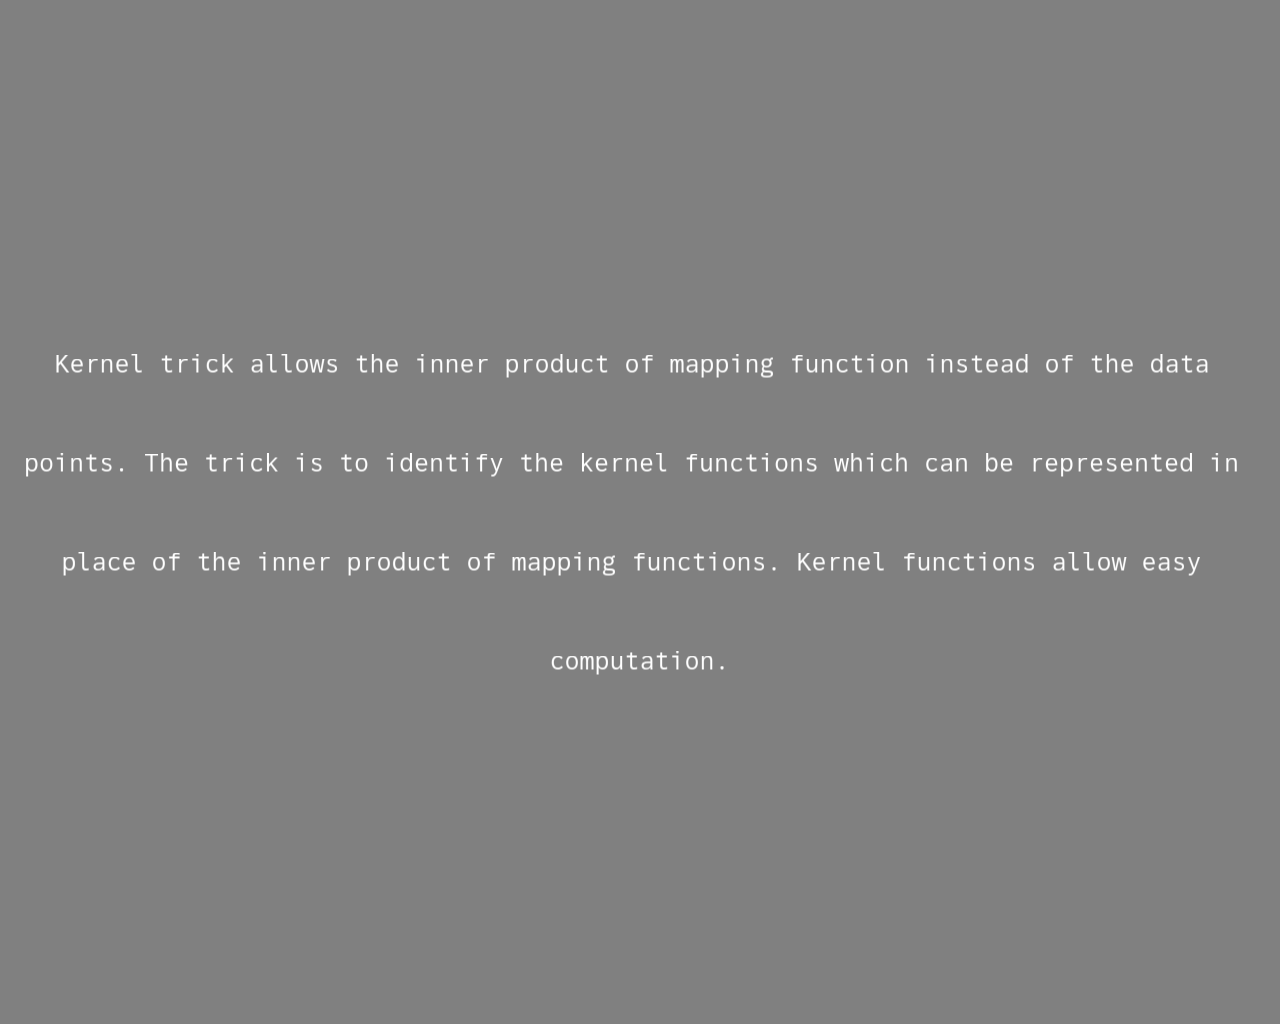 Kernel trick allows the inner product of mapping function instead of the data
points. The trick is to identify the kernel functions which can be represented in
place of the inner product of mapping functions. Kernel functions allow easy
computation.